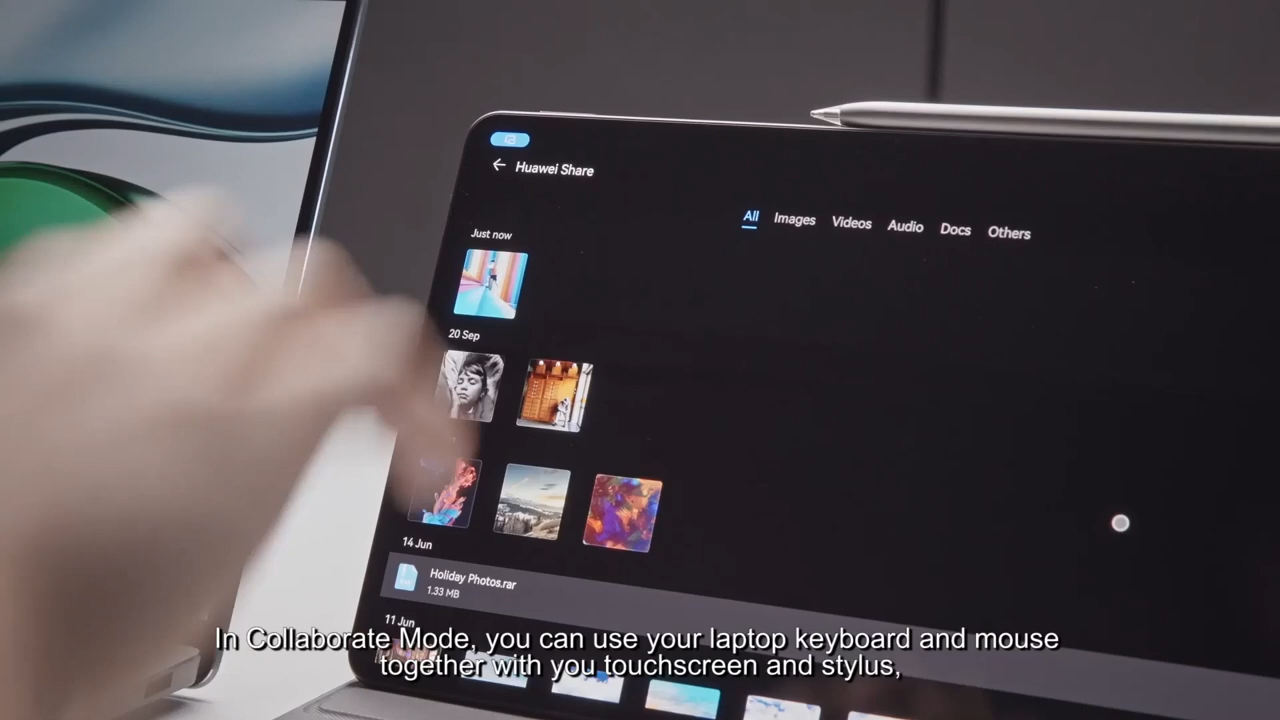 Huawei Share
All Images Videos Audio Docs Others
Just now
20 Sep
14 Jun
Holiday Photos.rar
1.33 MB
11 Jun
In Collaborate Mode, you can use your laptop keyboard and mouse
together with you touchscreen and stylus,